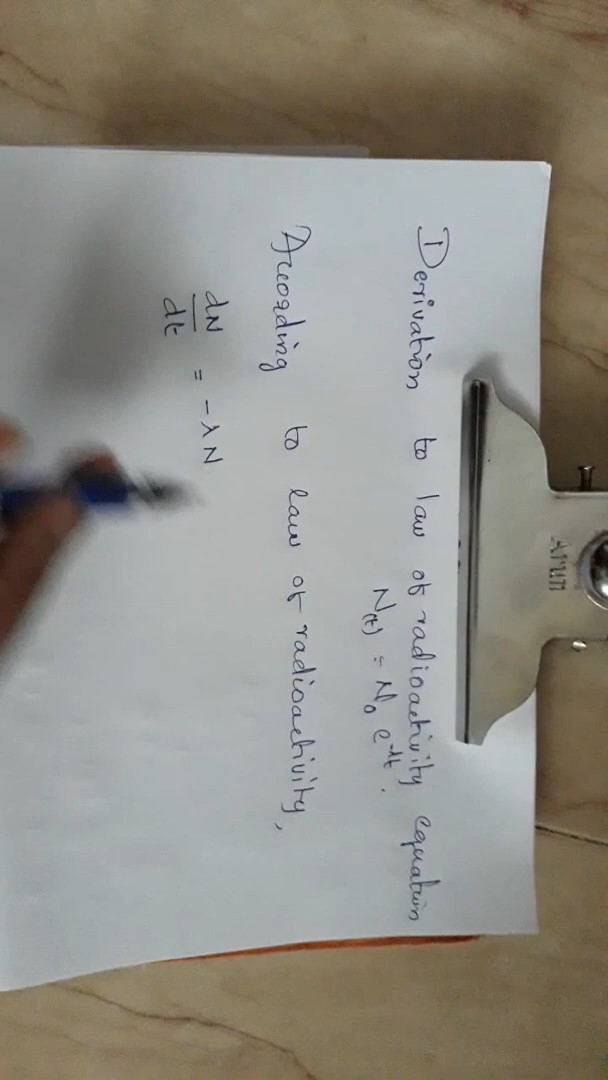 Derivation to law of radioactivity equation
N(t) = N₀ e^-λt.
According to law of radioactivity,
dN/dt = -λN